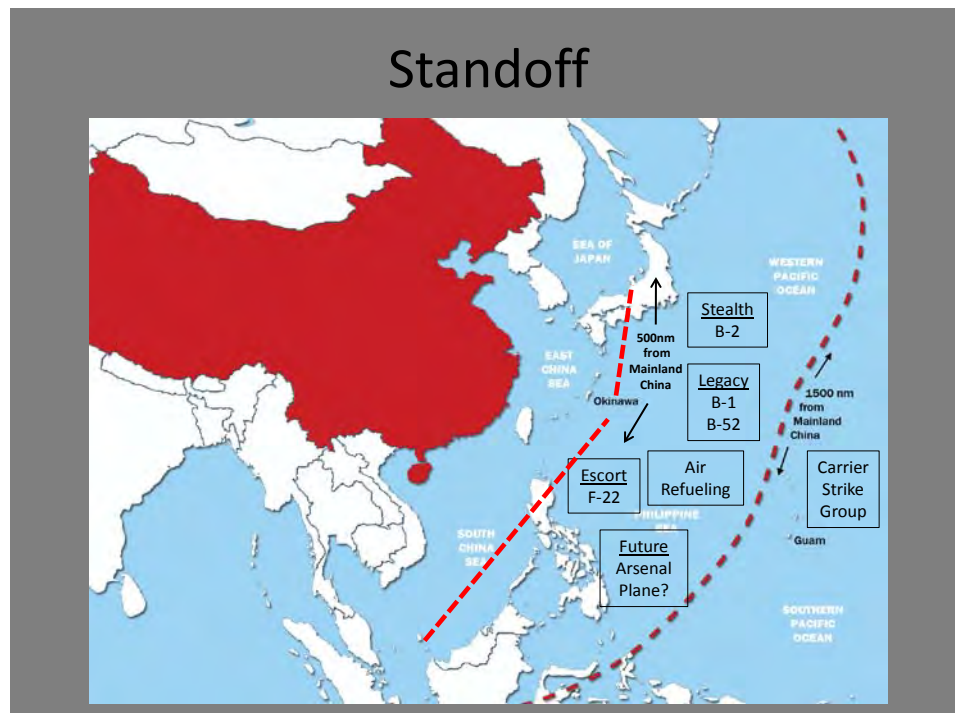 Standoff
SEA OF
JAPAN
WESTERN
PACIFIC
OCEAN
Stealth
B-2
500nm
from
Mainland
China
EAST
CHINA
SEA
Okinawa
Legacy
B-1
B-52
1500 nm
from
Mainland
China
Escort
F-22
Air
Refueling
Carrier
Strike
Group
PHILIPPINE
SEA
SOUTH
CHINA
SEA
Guam
Future
Arsenal
Plane?
SOUTHERN
PACIFIC
OCEAN